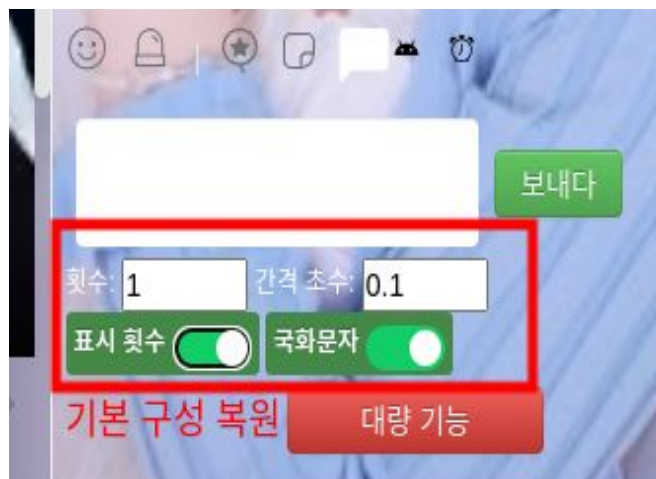 보내다
횟수: 1 간격 초수: 0.1
표시 횟수 국화문자
기본 구성 복원 대량 기능